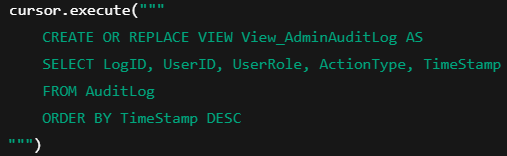 cursor.execute("""
    CREATE OR REPLACE VIEW View_AdminAuditLog AS
    SELECT LogID, UserID, UserRole, ActionType, TimeStamp
    FROM AuditLog
    ORDER BY TimeStamp DESC
""")